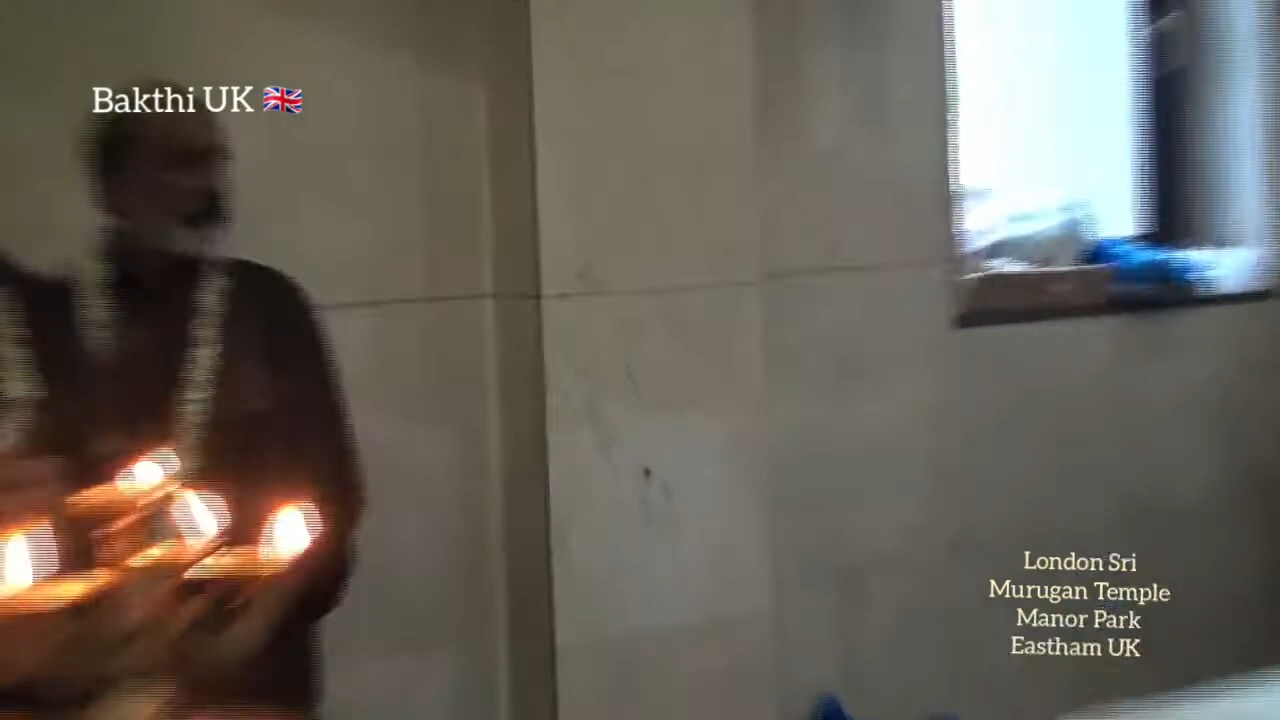 Bakthi UK 🇬🇧
London Sri
Murugan Temple
Manor Park
Eastham UK